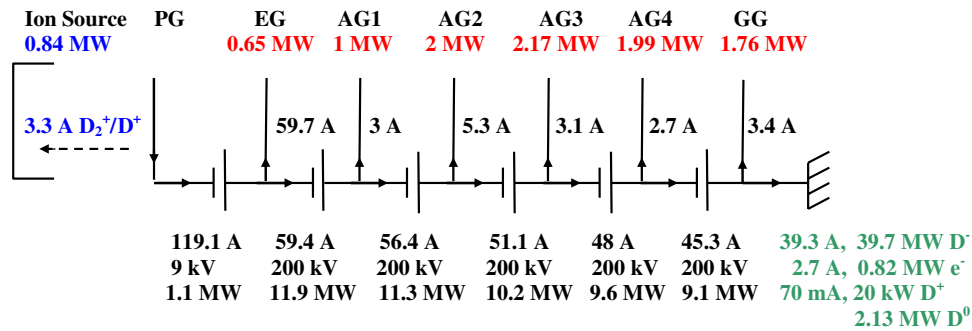 Ion Source PG EG AG1 AG2 AG3 AG4 GG
0.84 MW 0.65 MW 1 MW 2 MW 2.17 MW 1.99 MW 1.76 MW
3.3 A D₂⁺/D⁺ 59.7 A 3 A 5.3 A 3.1 A 2.7 A 3.4 A
119.1 A 59.4 A 56.4 A 51.1 A 48 A 45.3 A 39.3 A, 39.7 MW D⁻
9 kV 200 kV 200 kV 200 kV 200 kV 200 kV 2.7 A, 0.82 MW e⁻
1.1 MW 11.9 MW 11.3 MW 10.2 MW 9.6 MW 9.1 MW 70 mA, 20 kW D⁺
2.13 MW D⁰